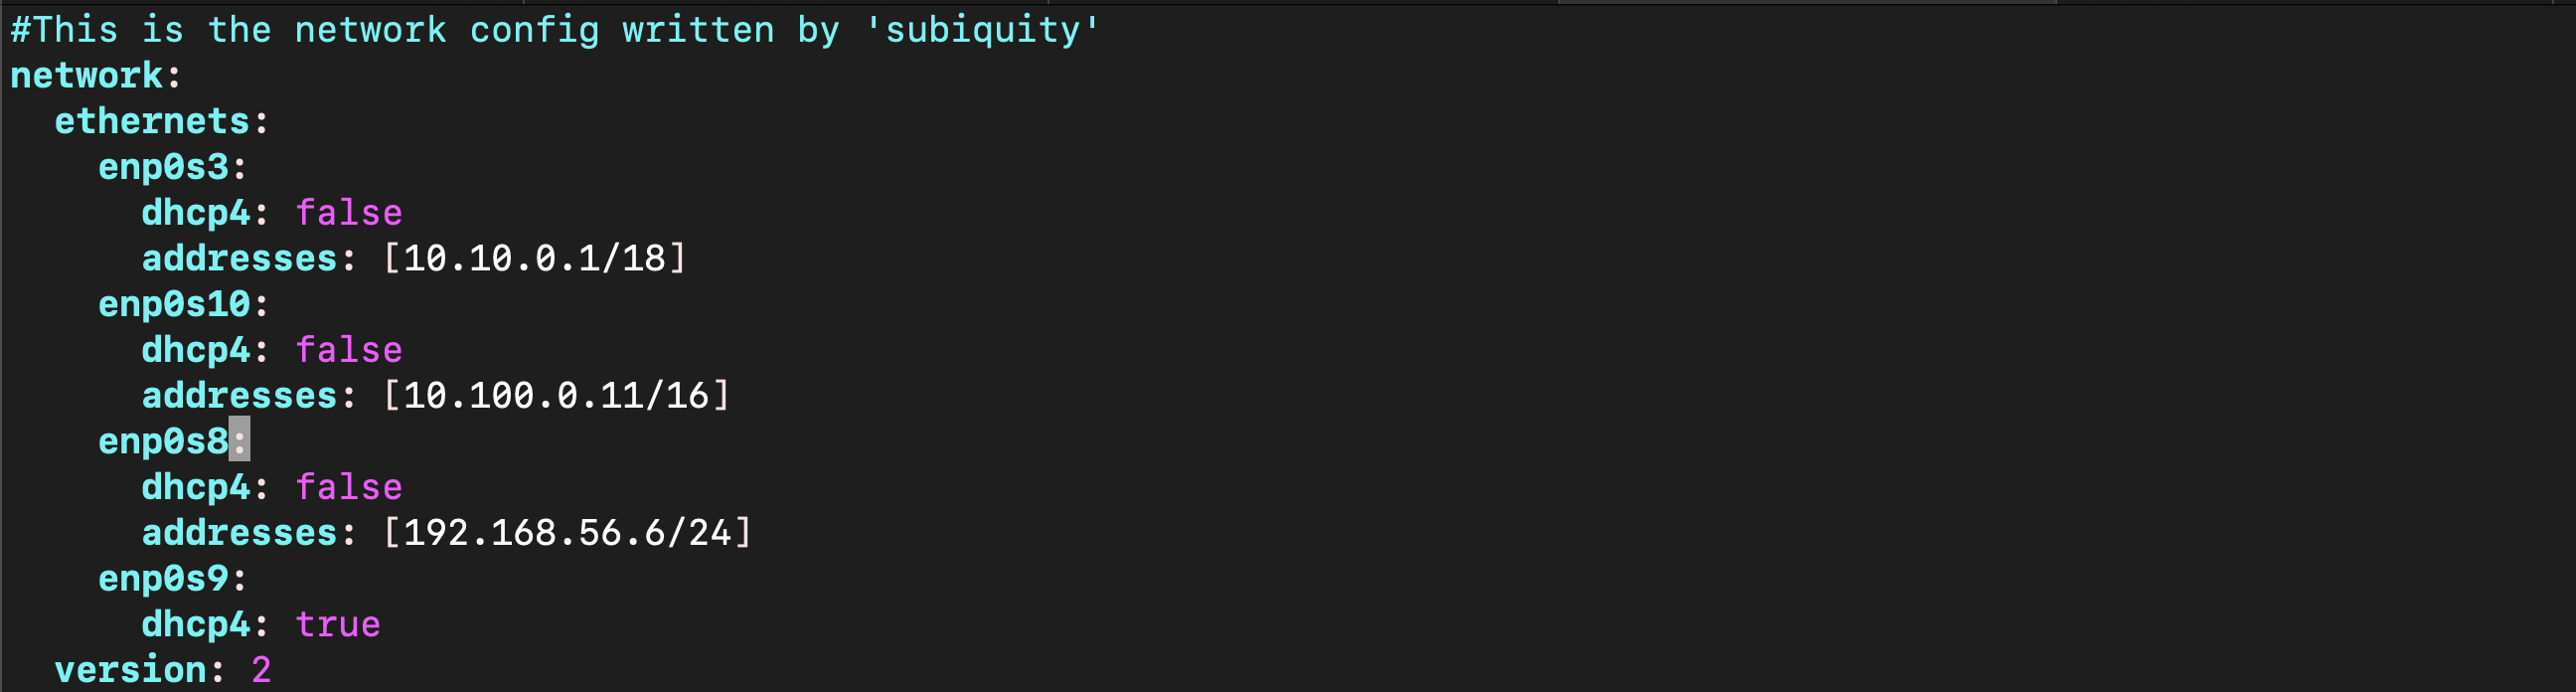 #This is the network config written by 'subiquity'
network:
  ethernets:
    enp0s3:
      dhcp4: false
      addresses: [10.10.0.1/18]
    enp0s10:
      dhcp4: false
      addresses: [10.100.0.11/16]
    enp0s8:
      dhcp4: false
      addresses: [192.168.56.6/24]
    enp0s9:
      dhcp4: true
  version: 2